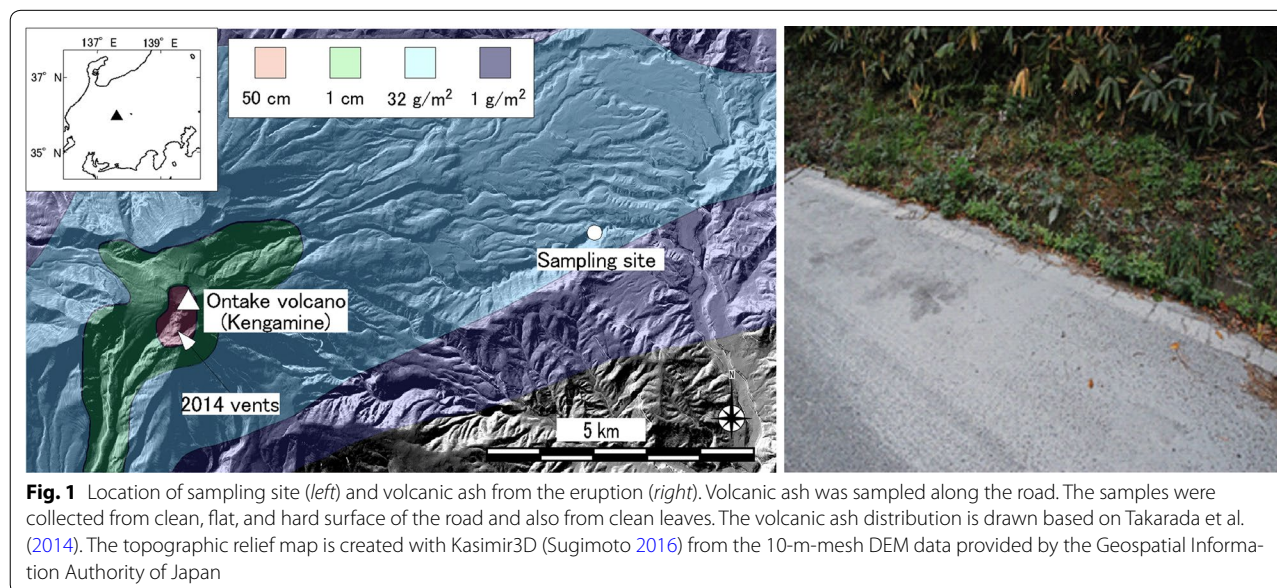 137° E 139° E
37° N
35° N
50 cm 1 cm 32 g/m² 1 g/m²
Sampling site
Ontake volcano
(Kengamine)
2014 vents
N
5 km
Fig. 1 Location of sampling site (left) and volcanic ash from the eruption (right). Volcanic ash was sampled along the road. The samples were
collected from clean, flat, and hard surface of the road and also from clean leaves. The volcanic ash distribution is drawn based on Takarada et al.
(2014). The topographic relief map is created with Kasimir3D (Sugimoto 2016) from the 10-m-mesh DEM data provided by the Geospatial Informa-
tion Authority of Japan